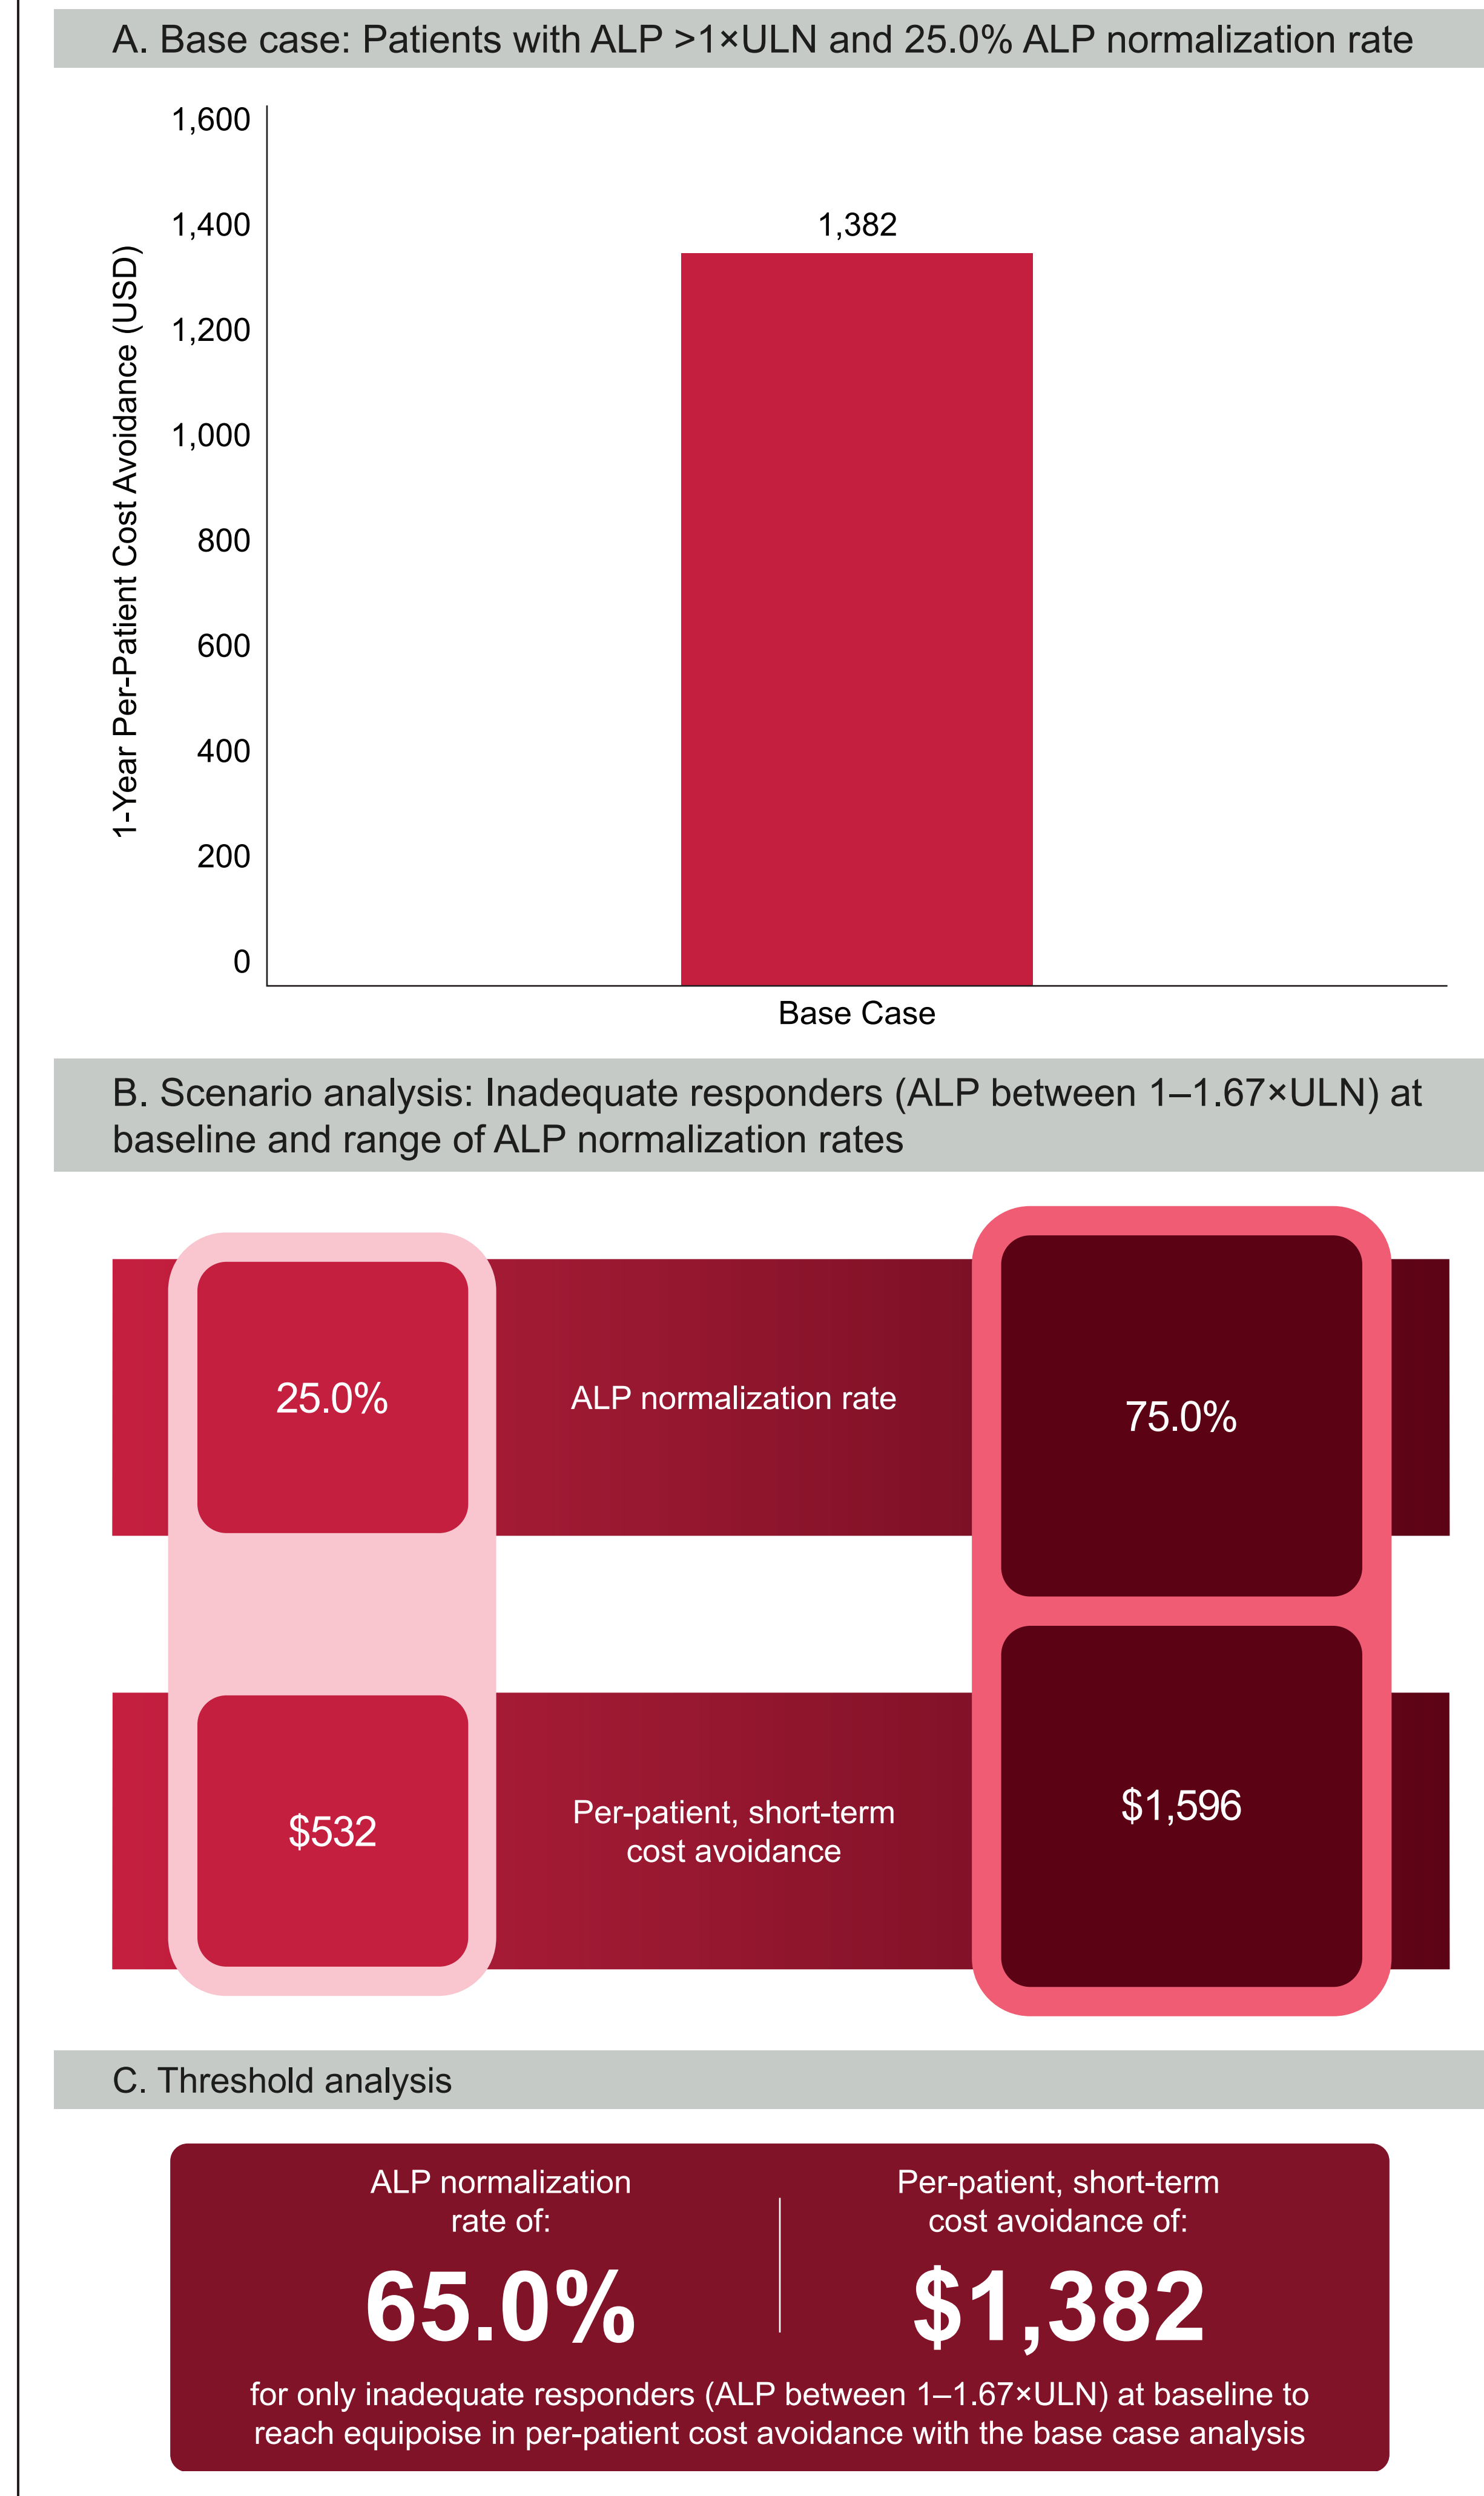 A. Base case: Patients with ALP >1×ULN and 25.0% ALP normalization rate
1-Year Per-Patient Cost Avoidance (USD)
1,600
1,400
1,200
1,000
800
600
400
200
0
1,382
Base Case
B. Scenario analysis: Inadequate responders (ALP between 1–1.67×ULN) at
baseline and range of ALP normalization rates
25.0%
ALP normalization rate
75.0%
$532
Per-patient, short-term
cost avoidance
$1,596
C. Threshold analysis
ALP normalization
rate of:
65.0%
Per-patient, short-term
cost avoidance of:
$1,382
for only inadequate responders (ALP between 1–1.67×ULN) at baseline to
reach equipoise in per-patient cost avoidance with the base case analysis